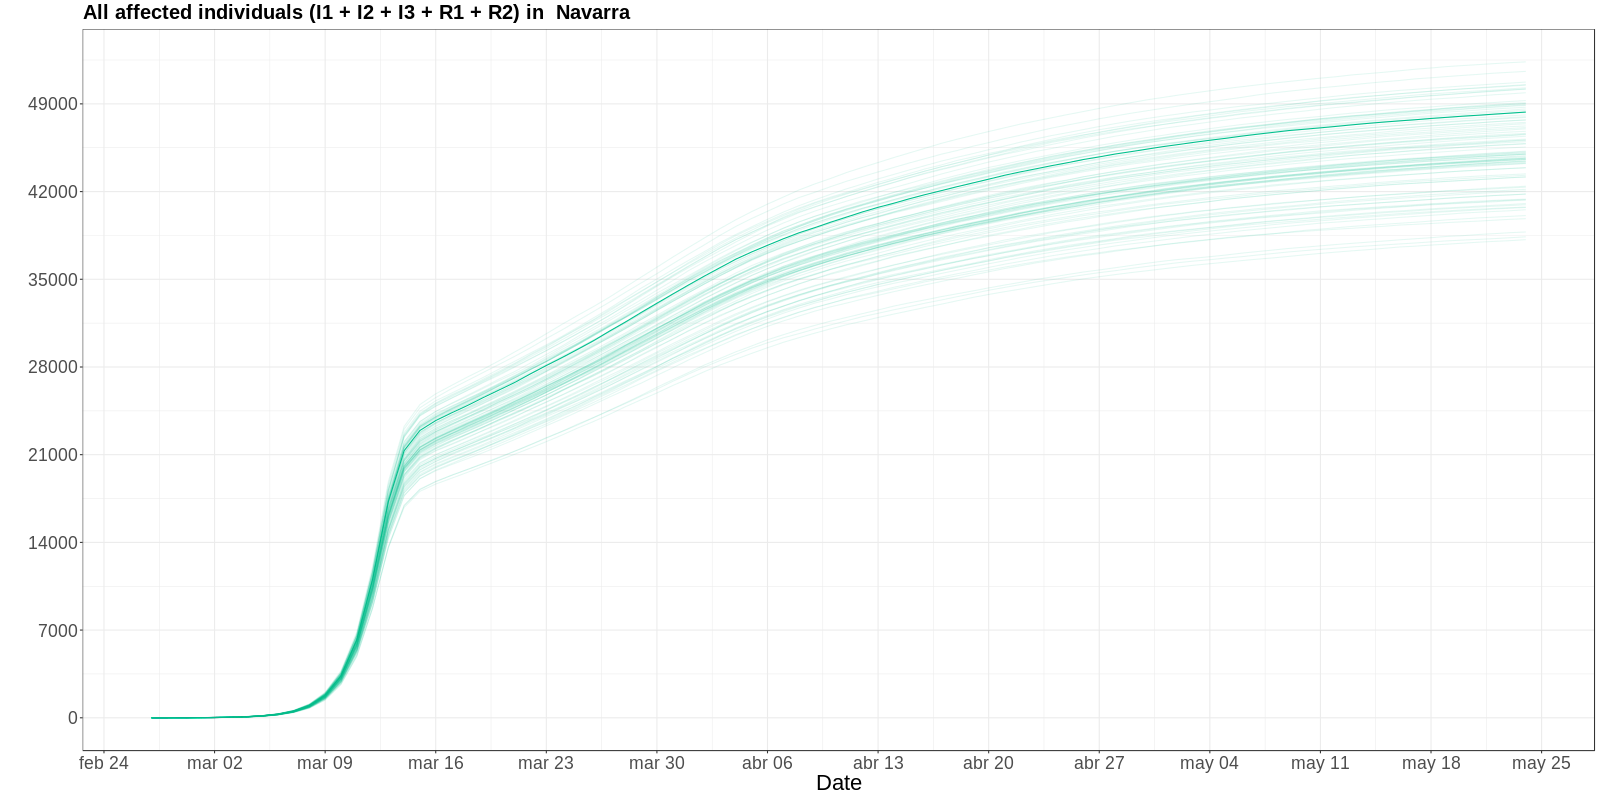 All affected individuals (I1 + I2 + I3 + R1 + R2) in  Navarra
49000
42000
35000
28000
21000
14000
7000
0
feb 24 mar 02 mar 09 mar 16 mar 23 mar 30 abr 06 abr 13 abr 20 abr 27 may 04 may 11 may 18 may 25
Date